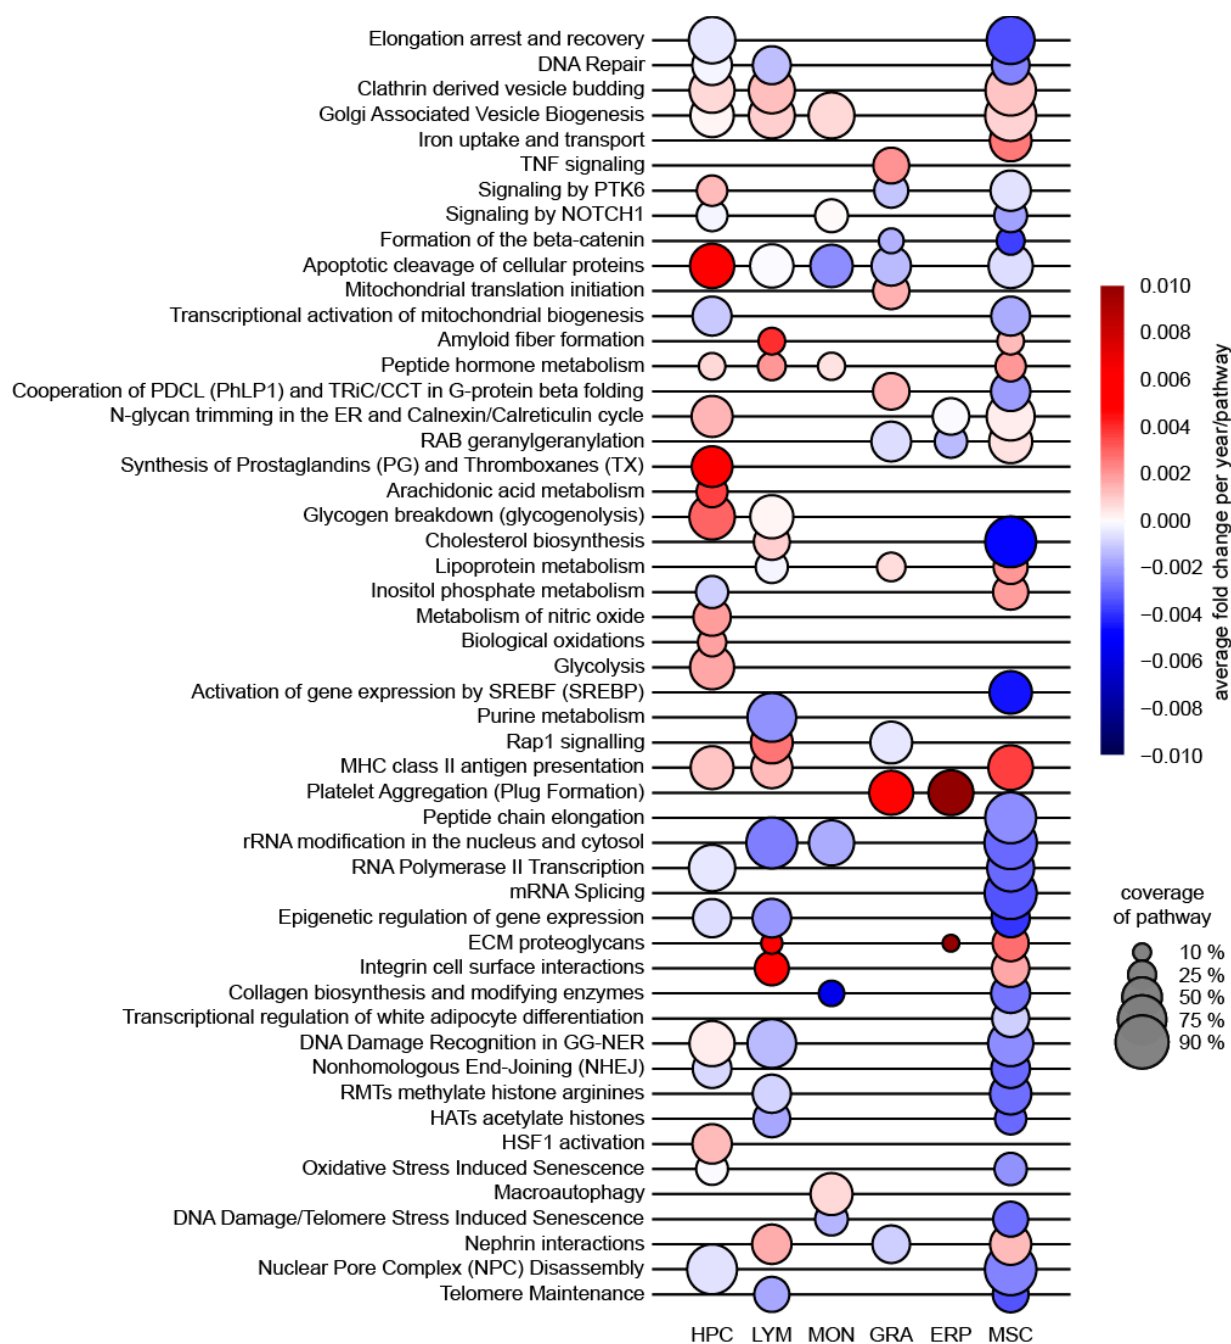 Elongation arrest and recovery
DNA Repair
Clathrin derived vesicle budding
Golgi Associated Vesicle Biogenesis
Iron uptake and transport
TNF signaling
Signaling by PTK6
Signaling by NOTCH1
Formation of the beta-catenin
Apoptotic cleavage of cellular proteins
Mitochondrial translation initiation
Transcriptional activation of mitochondrial biogenesis
Amyloid fiber formation
Peptide hormone metabolism
Cooperation of PDCL (PhLP1) and TRiC/CCT in G-protein beta folding
N-glycan trimming in the ER and Calnexin/Calreticulin cycle
RAB geranylgeranylation
Synthesis of Prostaglandins (PG) and Thromboxanes (TX)
Arachidonic acid metabolism
Glycogen breakdown (glycogenolysis)
Cholesterol biosynthesis
Lipoprotein metabolism
Inositol phosphate metabolism
Metabolism of nitric oxide
Biological oxidations
Glycolysis
Activation of gene expression by SREBF (SREBP)
Purine metabolism
Rap1 signalling
MHC class II antigen presentation
Platelet Aggregation (Plug Formation)
Peptide chain elongation
rRNA modification in the nucleus and cytosol
RNA Polymerase II Transcription
mRNA Splicing
Epigenetic regulation of gene expression
ECM proteoglycans
Integrin cell surface interactions
Collagen biosynthesis and modifying enzymes
Transcriptional regulation of white adipocyte differentiation
DNA Damage Recognition in GG-NER
Nonhomologous End-Joining (NHEJ)
RMTs methylate histone arginines
HATs acetylate histones
HSF1 activation
Oxidative Stress Induced Senescence
Macroautophagy
DNA Damage/Telomere Stress Induced Senescence
Nephrin interactions
Nuclear Pore Complex (NPC) Disassembly
Telomere Maintenance
HPC LYM MON GRA ERP MSC
0.010
0.008
0.006
0.004
0.002
0.000
−0.002
−0.004
−0.006
−0.008
−0.010
average fold change per year/pathway
coverage
of pathway
10 %
25 %
50 %
75 %
90 %